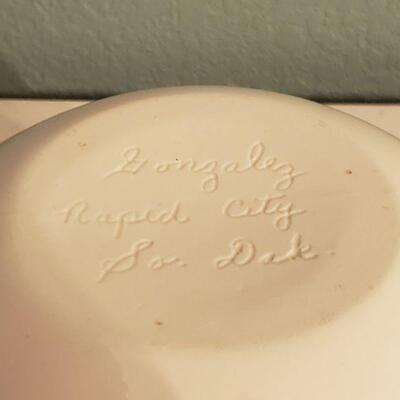 Gonzalez
Rapid City
So. Dak.